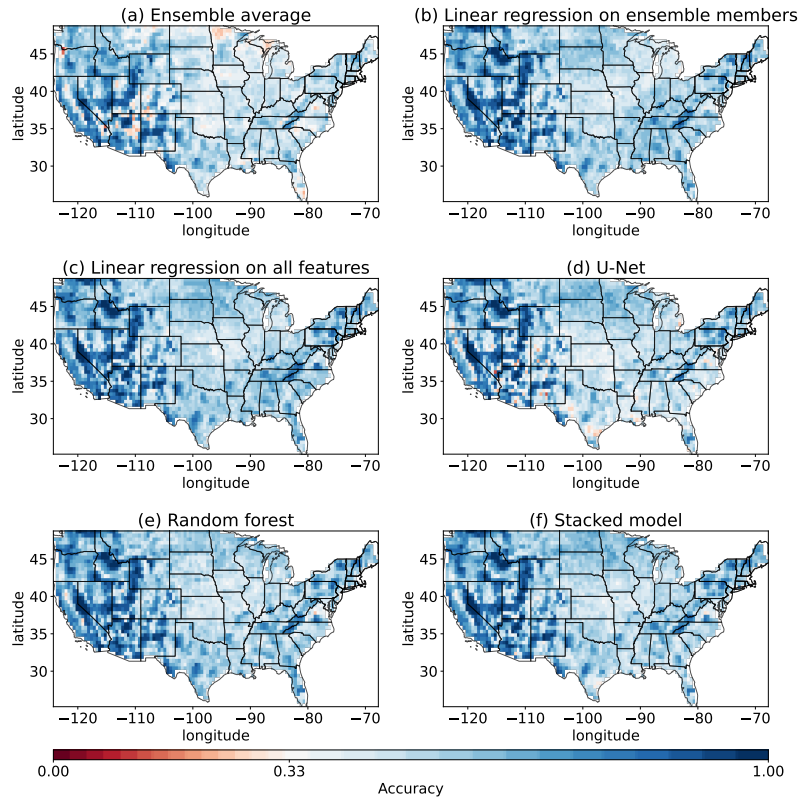 (a) Ensemble average
(b) Linear regression on ensemble members
45
40
35
30
latitude
−120 −110 −100 −90 −80 −70
longitude
45
40
35
30
latitude
−120 −110 −100 −90 −80 −70
longitude
(c) Linear regression on all features
(d) U-Net
45
40
35
30
latitude
−120 −110 −100 −90 −80 −70
longitude
45
40
35
30
latitude
−120 −110 −100 −90 −80 −70
longitude
(e) Random forest
(f) Stacked model
45
40
35
30
latitude
−120 −110 −100 −90 −80 −70
longitude
45
40
35
30
latitude
−120 −110 −100 −90 −80 −70
longitude
0.00 0.33 1.00
Accuracy